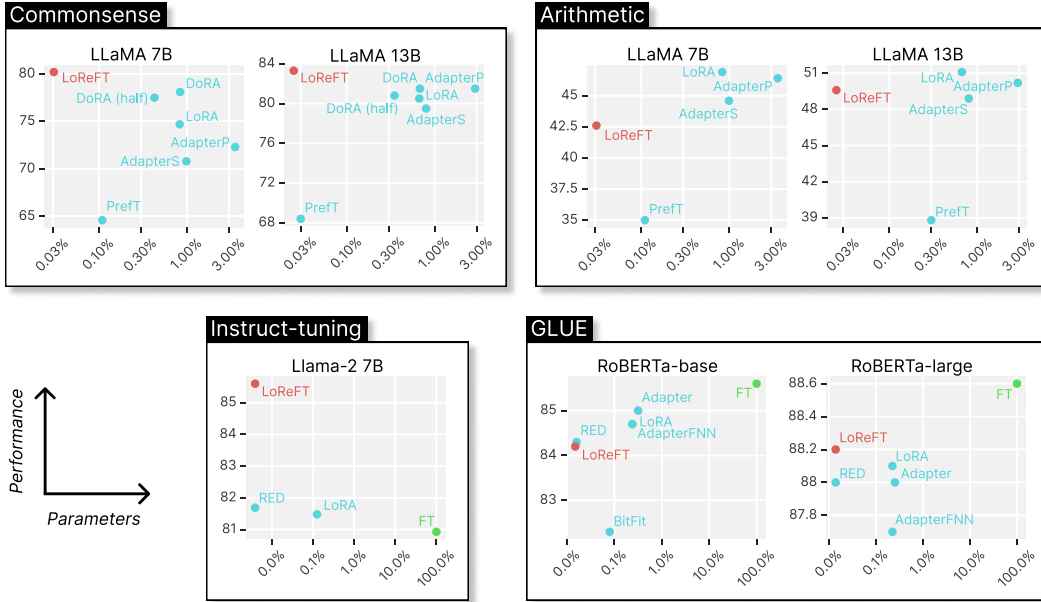 Commonsense
LLaMA 7B
80
75
70
65
LoReFT
DoRA
DoRA (half)
LoRA
AdapterP
AdapterS
PrefT
0.03%
0.10%
0.30%
1.00%
3.00%
LLaMA 13B
84
80
76
72
68
LoReFT
DoRA
AdapterP
DoRA (half)
LoRA
AdapterS
PrefT
0.03%
0.10%
0.30%
1.00%
3.00%
Arithmetic
LLaMA 7B
45
42.5
40
37.5
35
LoRA
AdapterP
AdapterS
LoReFT
PrefT
0.03%
0.10%
0.30%
1.00%
3.00%
LLaMA 13B
51
48
45
42
39
LoRA
AdapterP
LoReFT
AdapterS
PrefT
0.03%
0.10%
0.30%
1.00%
3.00%
Performance
Parameters
Instruct-tuning
Llama-2 7B
85
84
83
82
81
LoReFT
RED
LoRA
FT
0.0%
0.1%
1.0%
10.0%
100.0%
GLUE
RoBERTa-base
85
84
83
FT
Adapter
LoRA
RED
AdapterFNN
LoReFT
BitFit
0.0%
0.1%
1.0%
10.0%
100.0%
RoBERTa-large
88.6
88.4
88.2
88
87.8
FT
LoReFT
LoRA
RED
Adapter
AdapterFNN
0.0%
0.1%
1.0%
10.0%
100.0%